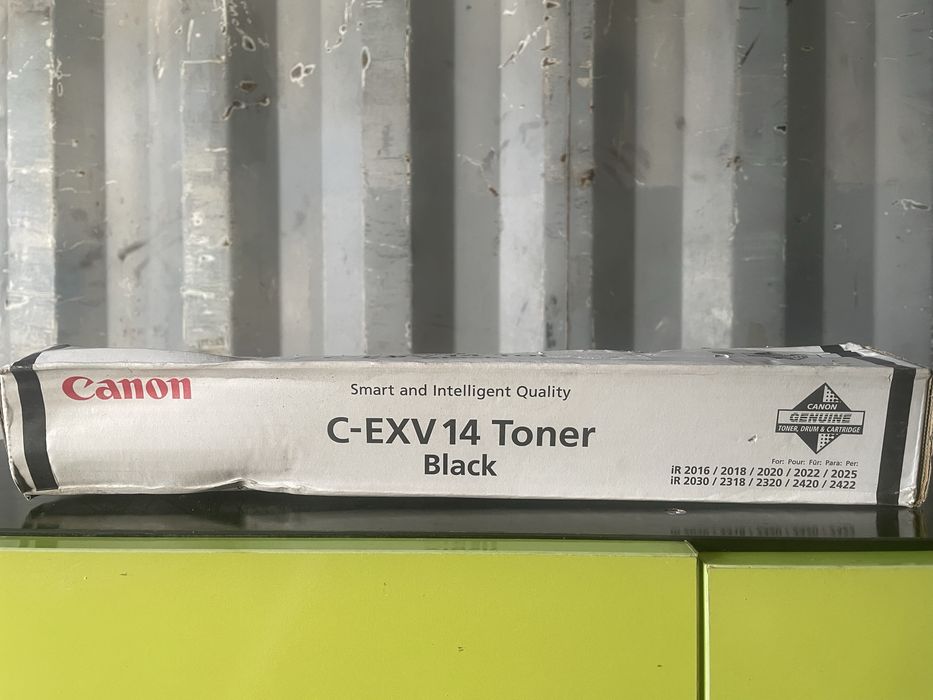 Canon
Smart and Intelligent Quality
C-EXV 14 Toner
Black
CANON
GENUINE
TONER, DRUM & CARTRIDGE
For: Pour: Für: Para: Per:
iR 2016 / 2018 / 2020 / 2022 / 2025
iR 2030 / 2318 / 2320 / 2420 / 2422